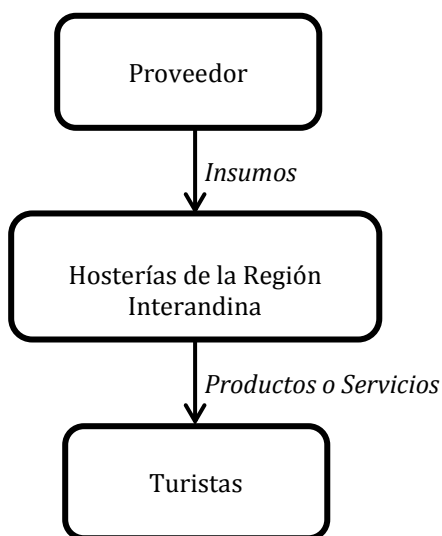 Proveedor
Insumos
Hosterías de la Región
Interandina
Productos o Servicios
Turistas